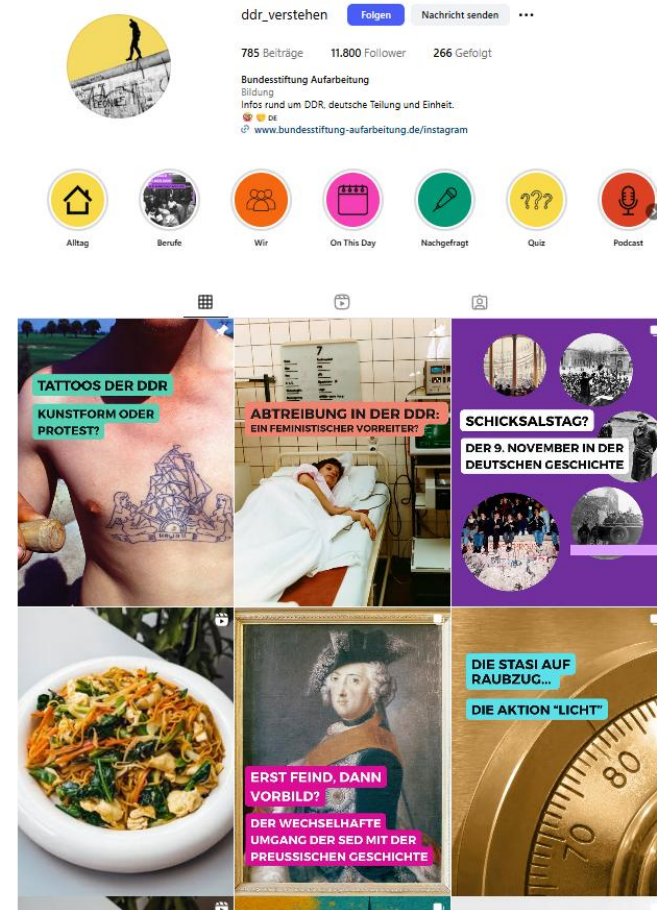 ddr_verstehen Folgen Nachricht senden
785 Beiträge 11.800 Follower 266 Gefolgt
Bundesstiftung Aufarbeitung
Bildung
Infos rund um DDR, deutsche Teilung und Einheit.
DE
www.bundesstiftung-aufarbeitung.de/instagram
Alltag Berufe Wir On This Day Nachgefragt Quiz Podcast
???
TATTOOS DER DDR
KUNSTFORM ODER
PROTEST?
7
ABTREIBUNG IN DER DDR:
EIN FEMINISTISCHER VORREITER?
SCHICKSALSTAG?
DER 9. NOVEMBER IN DER
DEUTSCHEN GESCHICHTE
ERST FEIND, DANN
VORBILD?
DER WECHSELHAFTE
UMGANG DER SED MIT DER
PREUSSISCHEN GESCHICHTE
DIE STASI AUF
RAUBZUG...
DIE AKTION "LICHT"
80
70